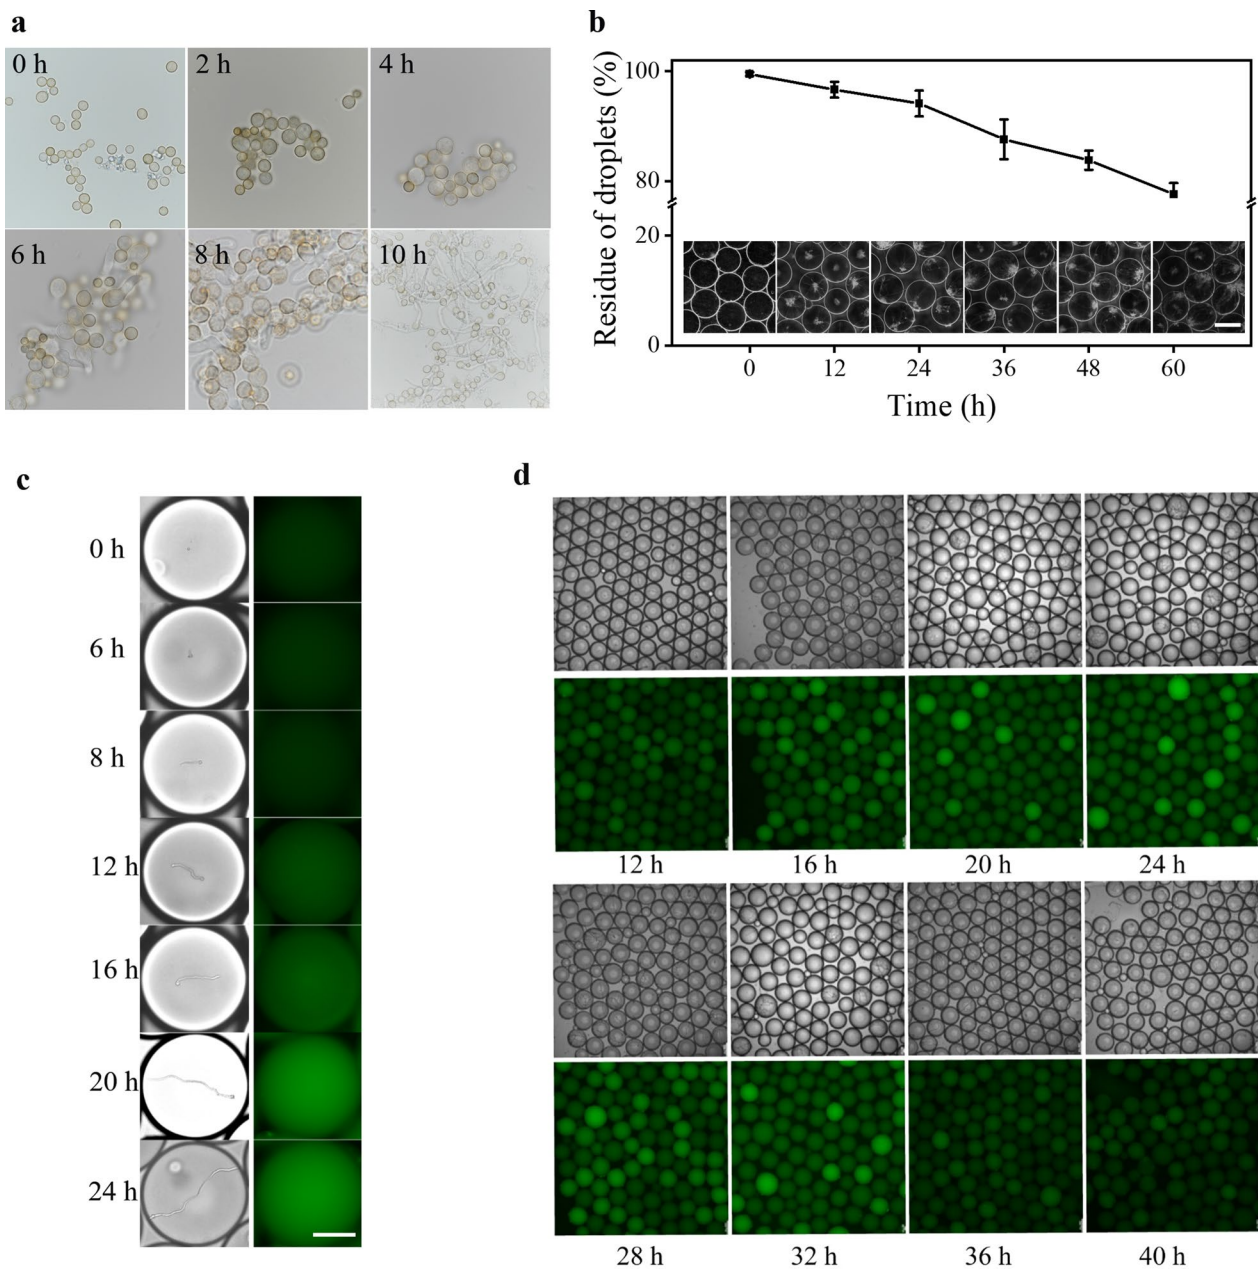 a
0 h
2 h
4 h
6 h
8 h
10 h
b
Residue of droplets (%)
100
80
20
0
0 12 24 36 48 60
Time (h)
c
0 h
6 h
8 h
12 h
16 h
20 h
24 h
d
12 h 16 h 20 h 24 h
28 h 32 h 36 h 40 h